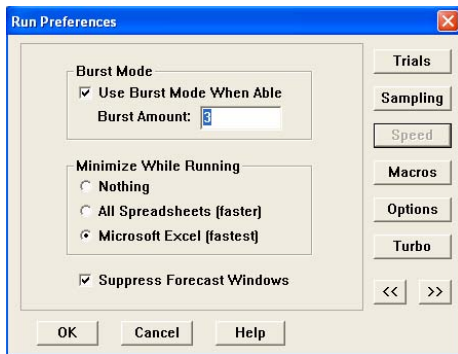 Run Preferences
Burst Mode
Use Burst Mode When Able
Burst Amount: 3
Minimize While Running
Nothing
All Spreadsheets (faster)
Microsoft Excel (fastest)
Suppress Forecast Windows
Trials
Sampling
Speed
Macros
Options
Turbo
<< >>
OK Cancel Help